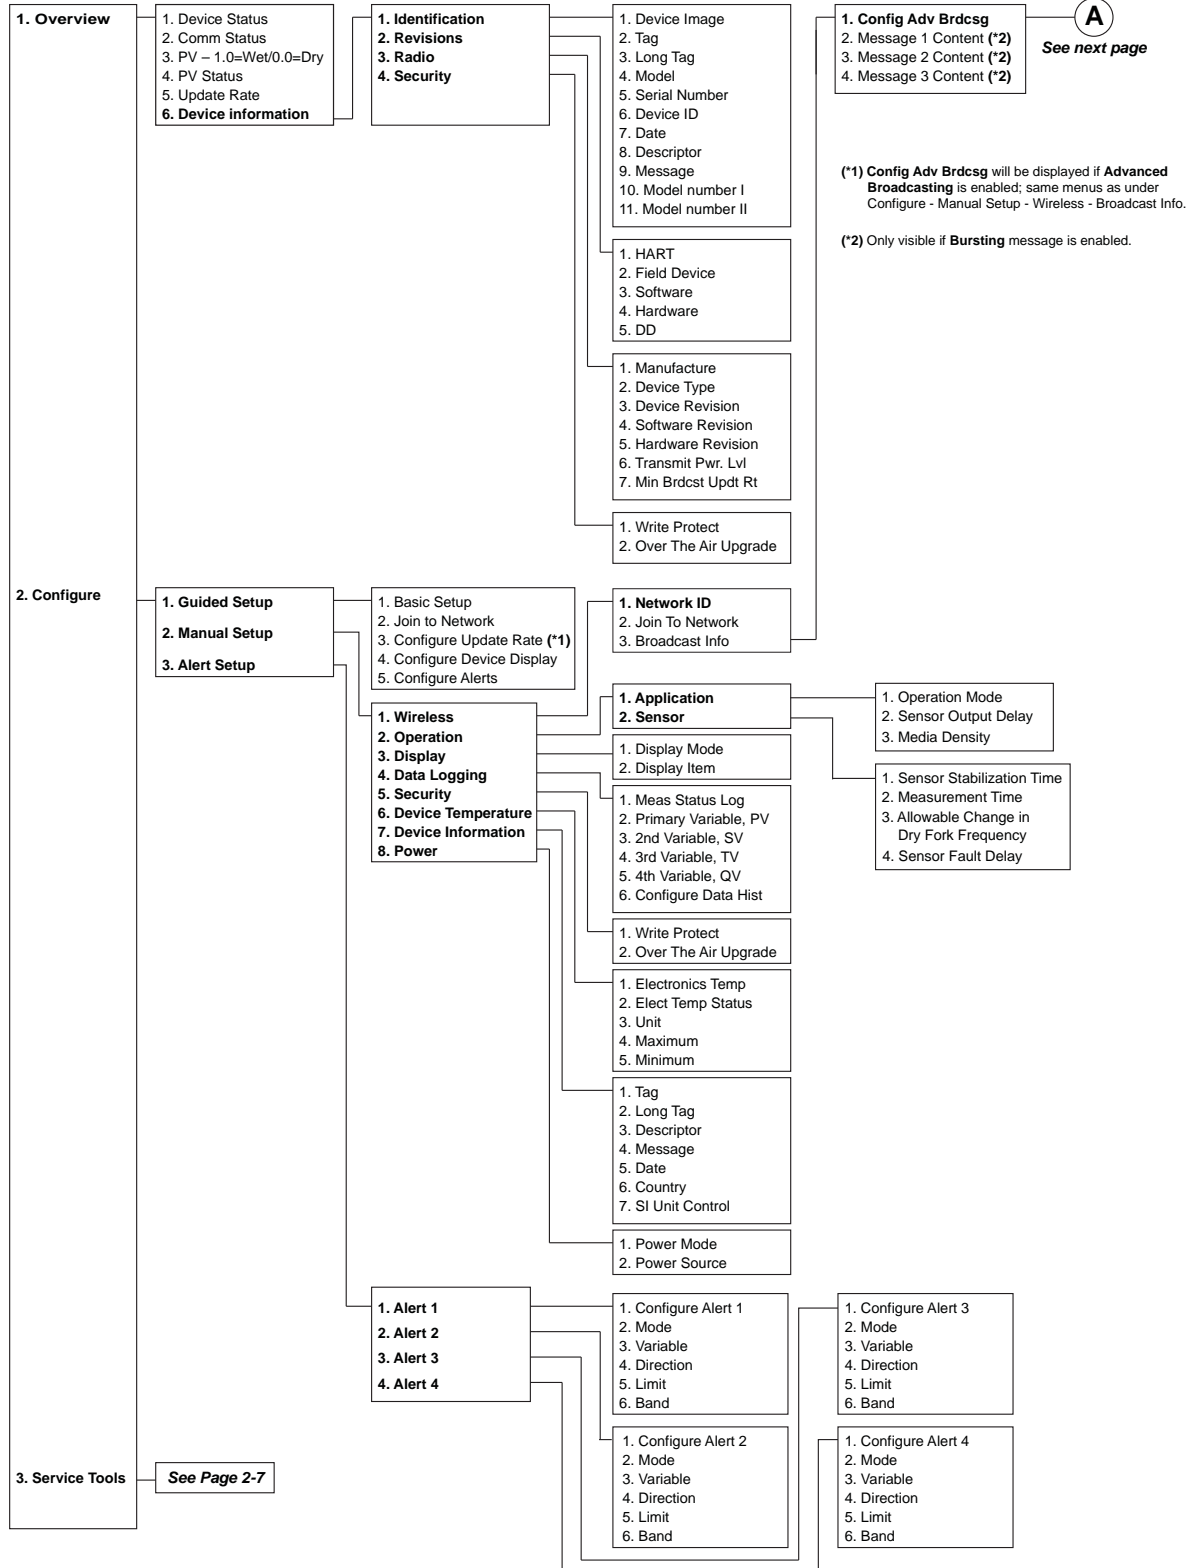 1. Overview
1. Device Status
2. Comm Status
3. PV – 1.0=Wet/0.0=Dry
4. PV Status
5. Update Rate
6. Device information
1. Identification
2. Revisions
3. Radio
4. Security
1. Device Image
2. Tag
3. Long Tag
4. Model
5. Serial Number
6. Device ID
7. Date
8. Descriptor
9. Message
10. Model number I
11. Model number II
1. HART
2. Field Device
3. Software
4. Hardware
5. DD
1. Manufacture
2. Device Type
3. Device Revision
4. Software Revision
5. Hardware Revision
6. Transmit Pwr. Lvl
7. Min Brdcst Updt Rt
1. Write Protect
2. Over The Air Upgrade
1. Config Adv Brdcsg
2. Message 1 Content (*2)
3. Message 2 Content (*2)
4. Message 3 Content (*2)
A
See next page
(*1) Config Adv Brdcsg will be displayed if Advanced
Broadcasting is enabled; same menus as under
Configure - Manual Setup - Wireless - Broadcast Info.
(*2) Only visible if Bursting message is enabled.
2. Configure
1. Guided Setup
2. Manual Setup
3. Alert Setup
1. Basic Setup
2. Join to Network
3. Configure Update Rate (*1)
4. Configure Device Display
5. Configure Alerts
1. Wireless
2. Operation
3. Display
4. Data Logging
5. Security
6. Device Temperature
7. Device Information
8. Power
1. Network ID
2. Join To Network
3. Broadcast Info
1. Application
2. Sensor
1. Operation Mode
2. Sensor Output Delay
3. Media Density
1. Sensor Stabilization Time
2. Measurement Time
3. Allowable Change in
Dry Fork Frequency
4. Sensor Fault Delay
1. Display Mode
2. Display Item
1. Meas Status Log
2. Primary Variable, PV
3. 2nd Variable, SV
4. 3rd Variable, TV
5. 4th Variable, QV
6. Configure Data Hist
1. Write Protect
2. Over The Air Upgrade
1. Electronics Temp
2. Elect Temp Status
3. Unit
4. Maximum
5. Minimum
1. Tag
2. Long Tag
3. Descriptor
4. Message
5. Date
6. Country
7. SI Unit Control
1. Power Mode
2. Power Source
1. Alert 1
2. Alert 2
3. Alert 3
4. Alert 4
1. Configure Alert 1
2. Mode
3. Variable
4. Direction
5. Limit
6. Band
1. Configure Alert 3
2. Mode
3. Variable
4. Direction
5. Limit
6. Band
1. Configure Alert 2
2. Mode
3. Variable
4. Direction
5. Limit
6. Band
1. Configure Alert 4
2. Mode
3. Variable
4. Direction
5. Limit
6. Band
3. Service Tools
See Page 2-7